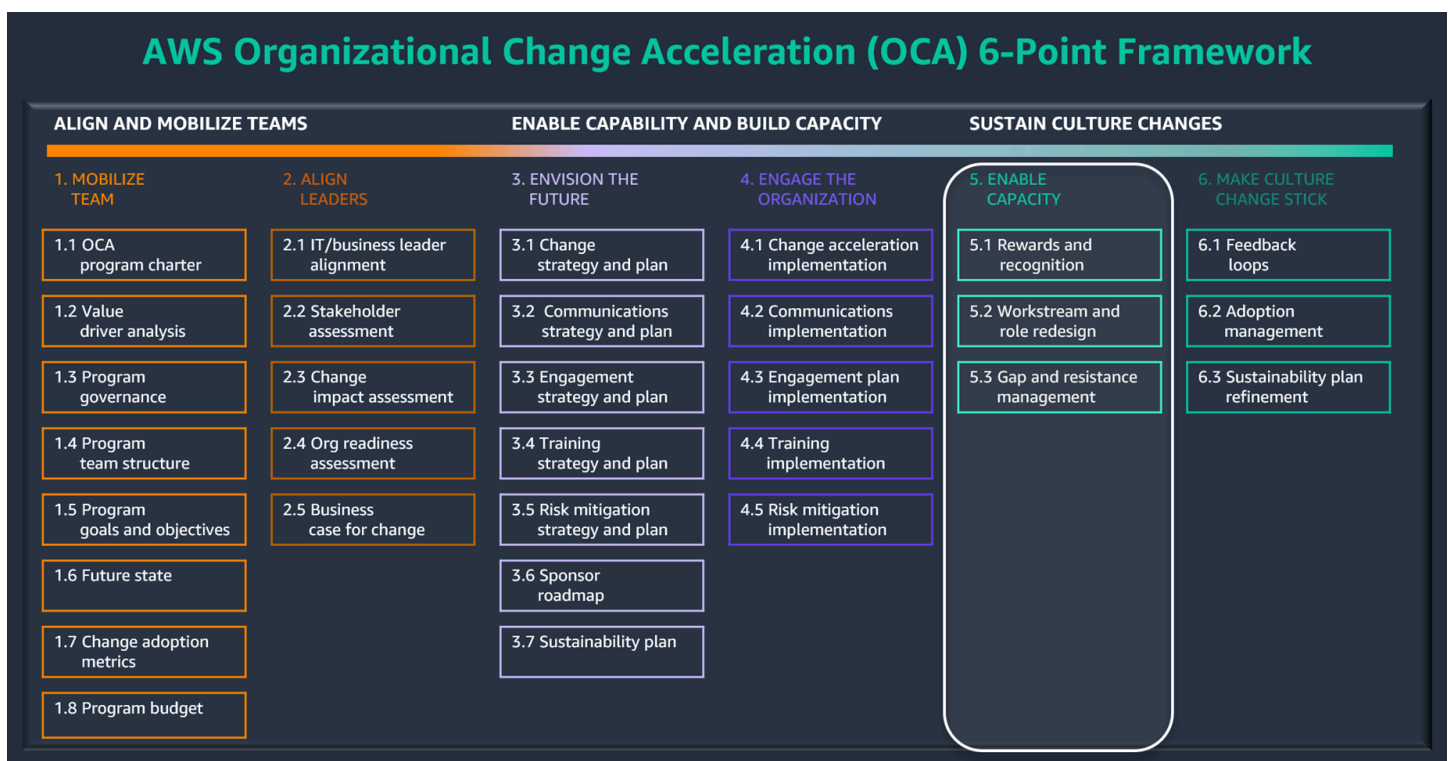 AWS Organizational Change Acceleration (OCA) 6-Point Framework
ALIGN AND MOBILIZE TEAMS
ENABLE CAPABILITY AND BUILD CAPACITY
SUSTAIN CULTURE CHANGES
1. MOBILIZE
TEAM
1.1 OCA
program charter
1.2 Value
driver analysis
1.3 Program
governance
1.4 Program
team structure
1.5 Program
goals and objectives
1.6 Future state
1.7 Change adoption
metrics
1.8 Program budget
2. ALIGN
LEADERS
2.1 IT/business leader
alignment
2.2 Stakeholder
assessment
2.3 Change
impact assessment
2.4 Org readiness
assessment
2.5 Business
case for change
3. ENVISION THE
FUTURE
3.1 Change
strategy and plan
3.2 Communications
strategy and plan
3.3 Engagement
strategy and plan
3.4 Training
strategy and plan
3.5 Risk mitigation
strategy and plan
3.6 Sponsor
roadmap
3.7 Sustainability plan
4. ENGAGE THE
ORGANIZATION
4.1 Change acceleration
implementation
4.2 Communications
implementation
4.3 Engagement plan
implementation
4.4 Training
implementation
4.5 Risk mitigation
implementation
5. ENABLE
CAPACITY
5.1 Rewards and
recognition
5.2 Workstream and
role redesign
5.3 Gap and resistance
management
6. MAKE CULTURE
CHANGE STICK
6.1 Feedback
loops
6.2 Adoption
management
6.3 Sustainability plan
refinement